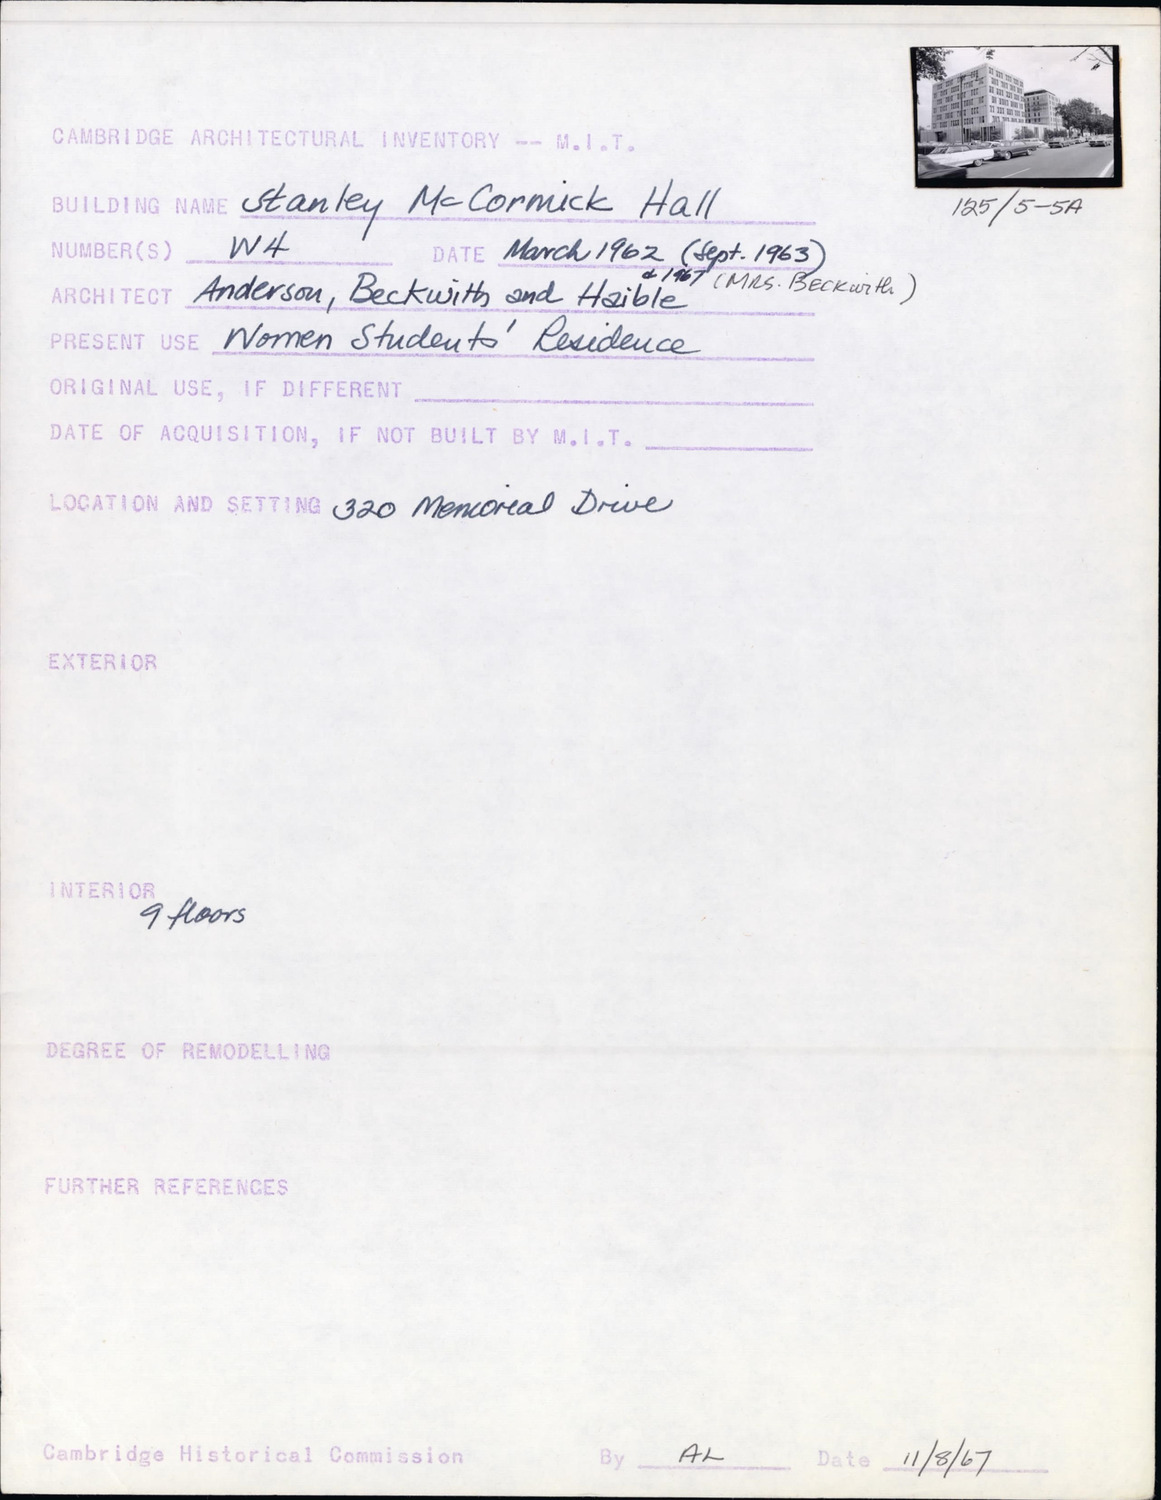 125/5-5A
CAMBRIDGE ARCHITECTURAL INVENTORY -- M.I.T.
BUILDING NAME Stanley McCormick Hall
NUMBER(S) W4 DATE March 1962 (Sept. 1963)
& 1967 (MRS. BECKWITH)
ARCHITECT Anderson, Beckwith and Haible
PRESENT USE Women Students' Residence
ORIGINAL USE, IF DIFFERENT
DATE OF ACQUISITION, IF NOT BUILT BY M.I.T.
LOCATION AND SETTING 320 Memorial Drive
EXTERIOR
INTERIOR
9 floors
DEGREE OF REMODELLING
FURTHER REFERENCES
Cambridge Historical Commission By AL Date 11/8/67